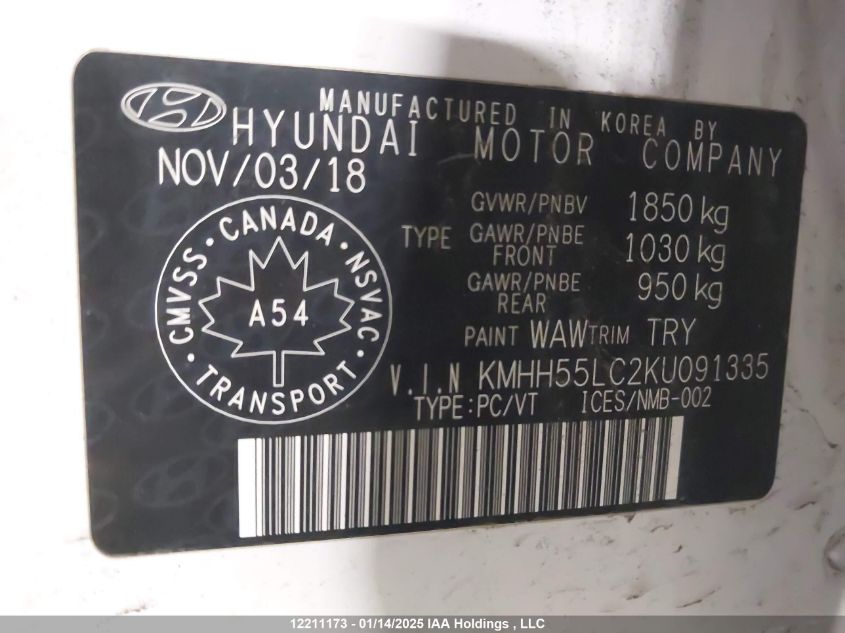 MANUFACTURED IN KOREA BY
HYUNDAI MOTOR COMPANY
NOV/03/18
GVWR/PNBV 1850 kg
TYPE GAWR/PNBE FRONT 1030 kg
GAWR/PNBE REAR 950 kg
PAINT WAW TRIM TRY
V.I.N KMHH55LC2KU091335
TYPE:PC/VT ICES/NMB-002
CANADA
CMVSS · NSVAC
A54
TRANSPORT
12211173 - 01/14/2025 IAA Holdings , LLC